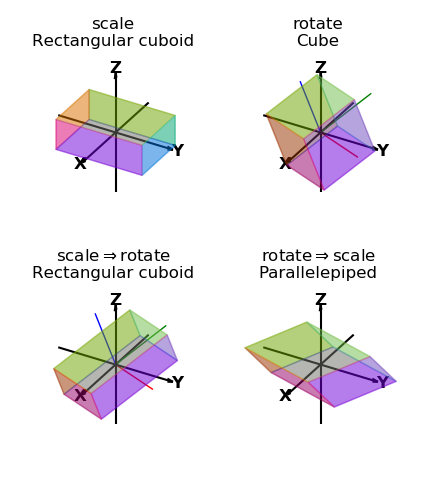 scale
Rectangular cuboid
rotate
Cube
Z
Y
X
Z
Y
X
scale⇒rotate
Rectangular cuboid
rotate⇒scale
Parallelepiped
Z
Y
X
Z
Y
X